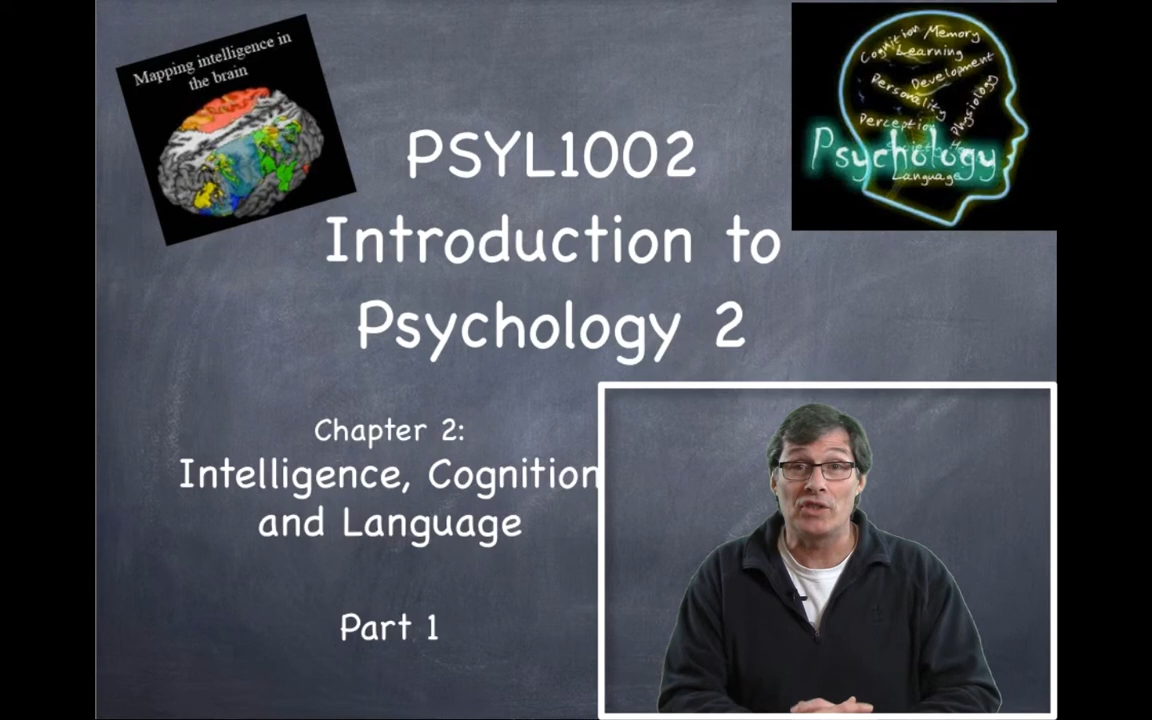 Mapping intelligence in
the brain
Cognition Memory
Learning
Development
Personality
Physiology
Perception
Psychology
Language
PSYL1002
Introduction to
Psychology 2
Chapter 2:
Intelligence, Cognition
and Language
Part 1